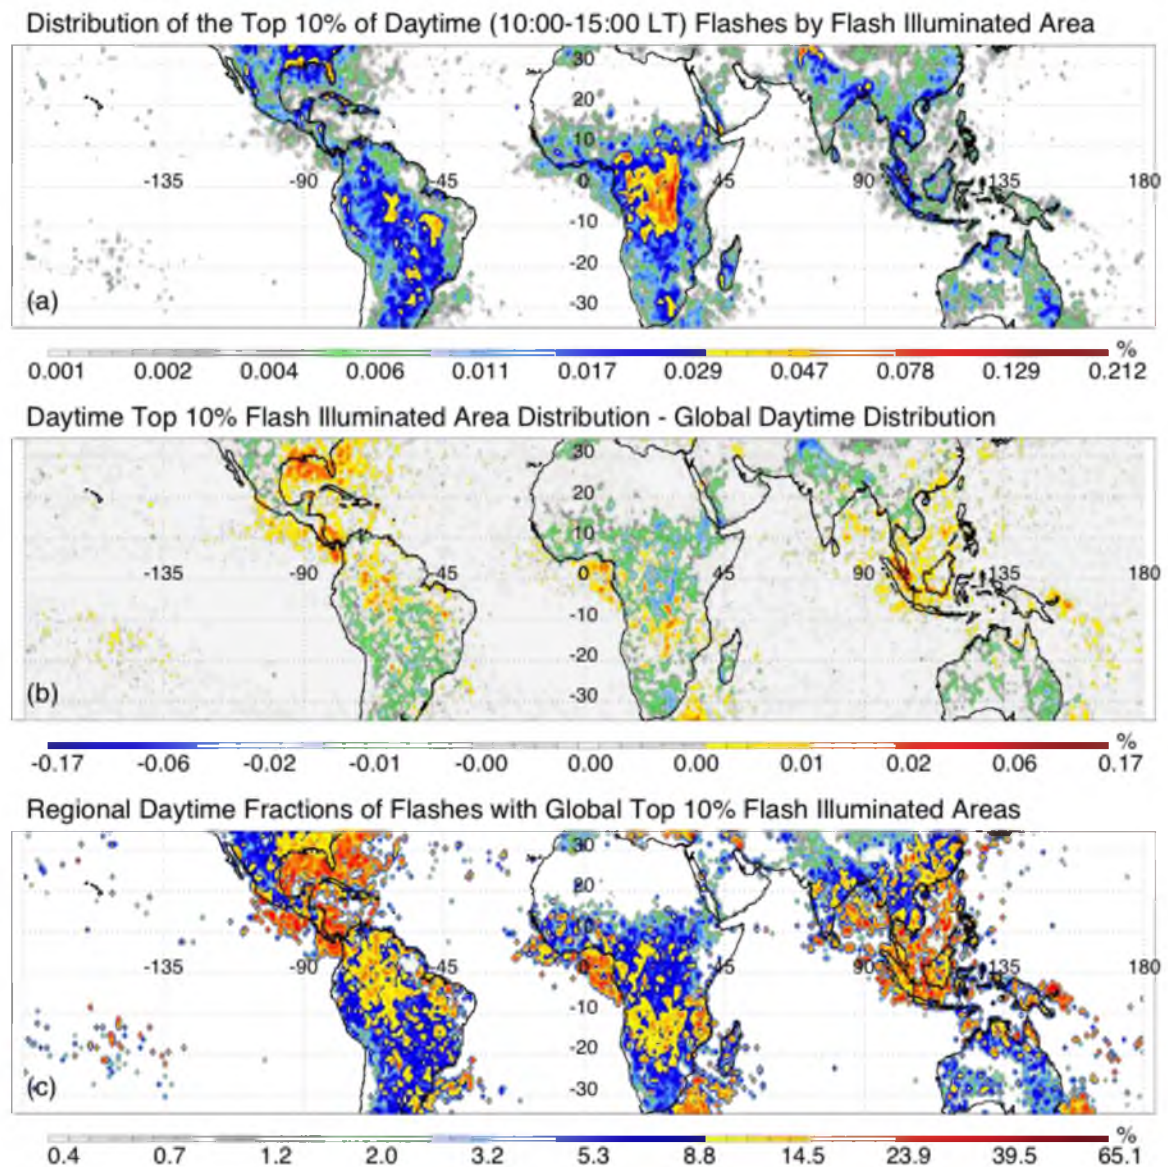 Distribution of the Top 10% of Daytime (10:00-15:00 LT) Flashes by Flash Illuminated Area
30
20
10
-135 -90 -45 0 45 90 135 180
-10
-20
(a) -30
%
0.001 0.002 0.004 0.006 0.011 0.017 0.029 0.047 0.078 0.129 0.212
Daytime Top 10% Flash Illuminated Area Distribution - Global Daytime Distribution
30
20
10
-135 -90 -45 0 45 90 135 180
-10
-20
(b) -30
%
-0.17 -0.06 -0.02 -0.01 -0.00 0.00 0.00 0.01 0.02 0.06 0.17
Regional Daytime Fractions of Flashes with Global Top 10% Flash Illuminated Areas
30
20
10
-135 -90 -45 0 45 90 135 180
-10
-20
(c) -30
%
0.4 0.7 1.2 2.0 3.2 5.3 8.8 14.5 23.9 39.5 65.1